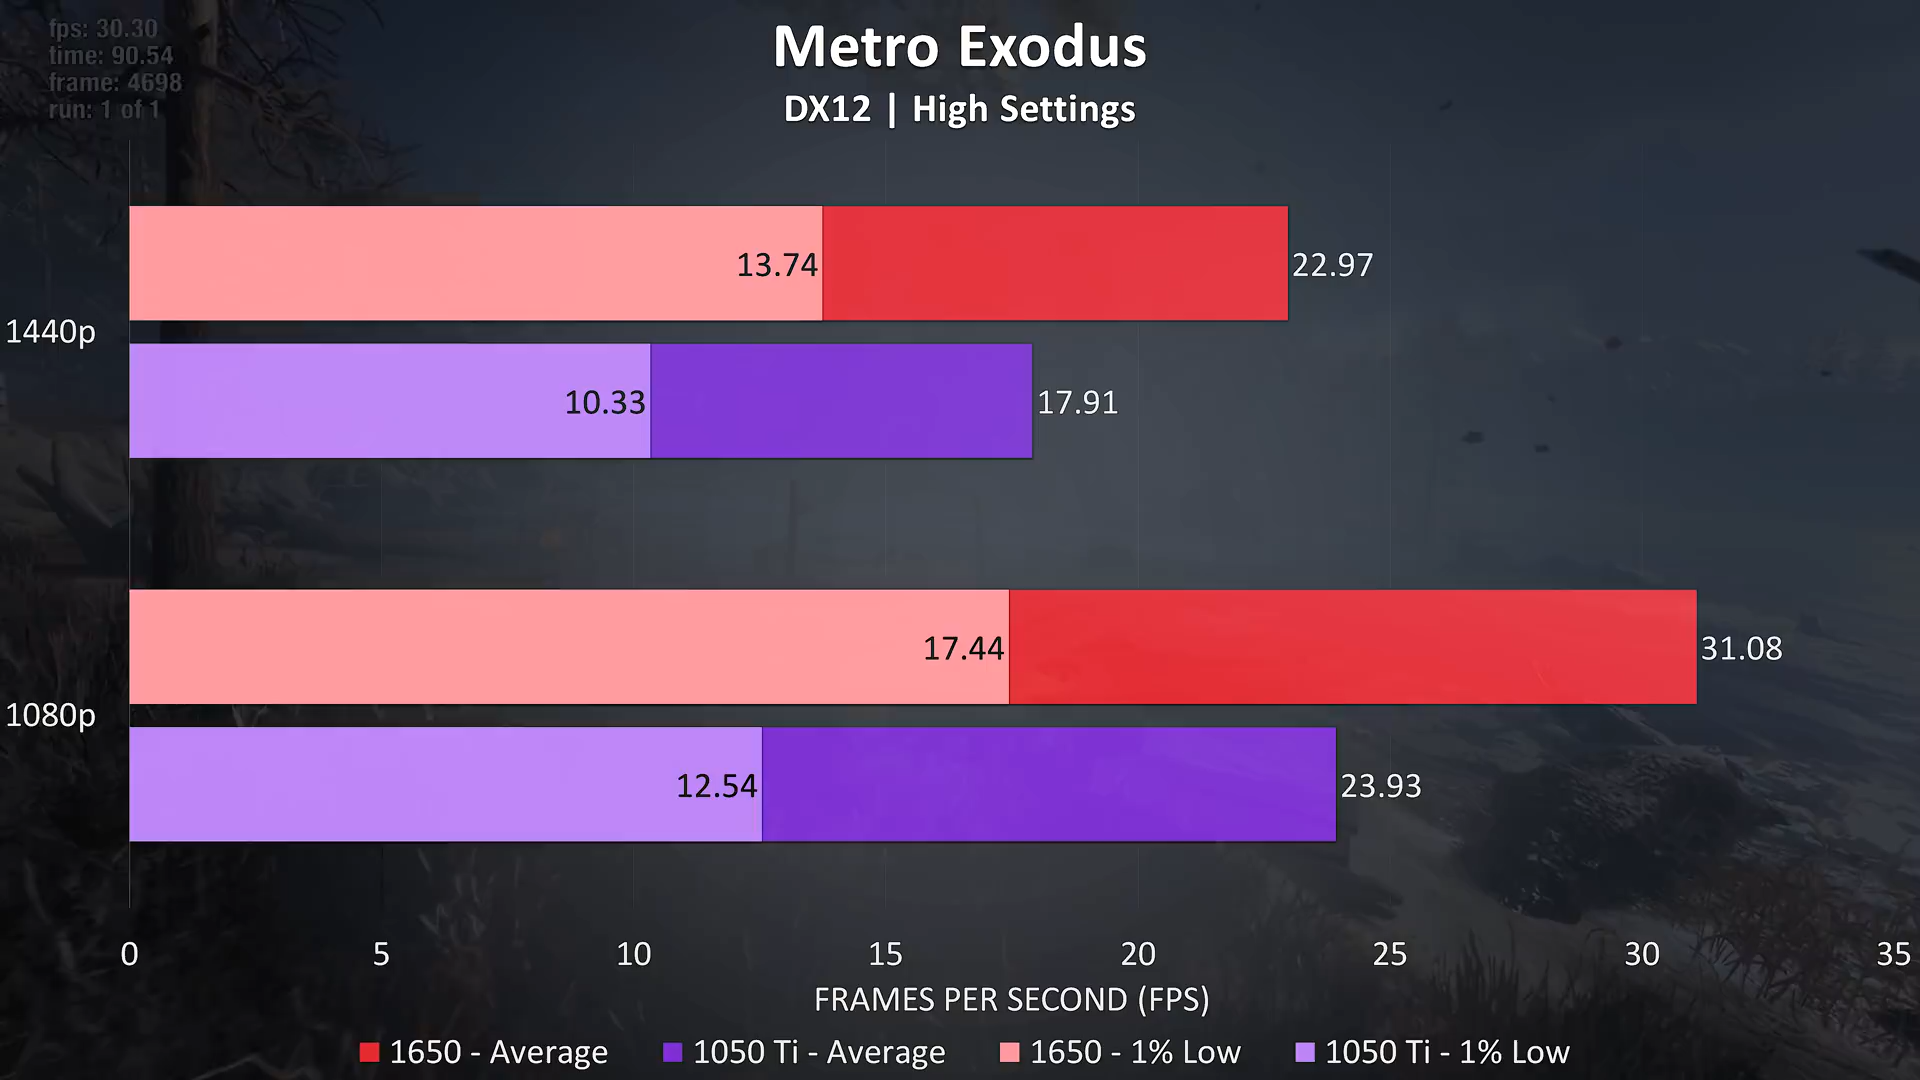 fps: 30.30
time: 90.54
frame: 4698
run: 1 of 1
Metro Exodus
DX12 | High Settings
13.74 22.97
1440p
10.33 17.91
17.44 31.08
1080p
12.54 23.93
0 5 10 15 20 25 30 35
FRAMES PER SECOND (FPS)
1650 - Average 1050 Ti - Average 1650 - 1% Low 1050 Ti - 1% Low